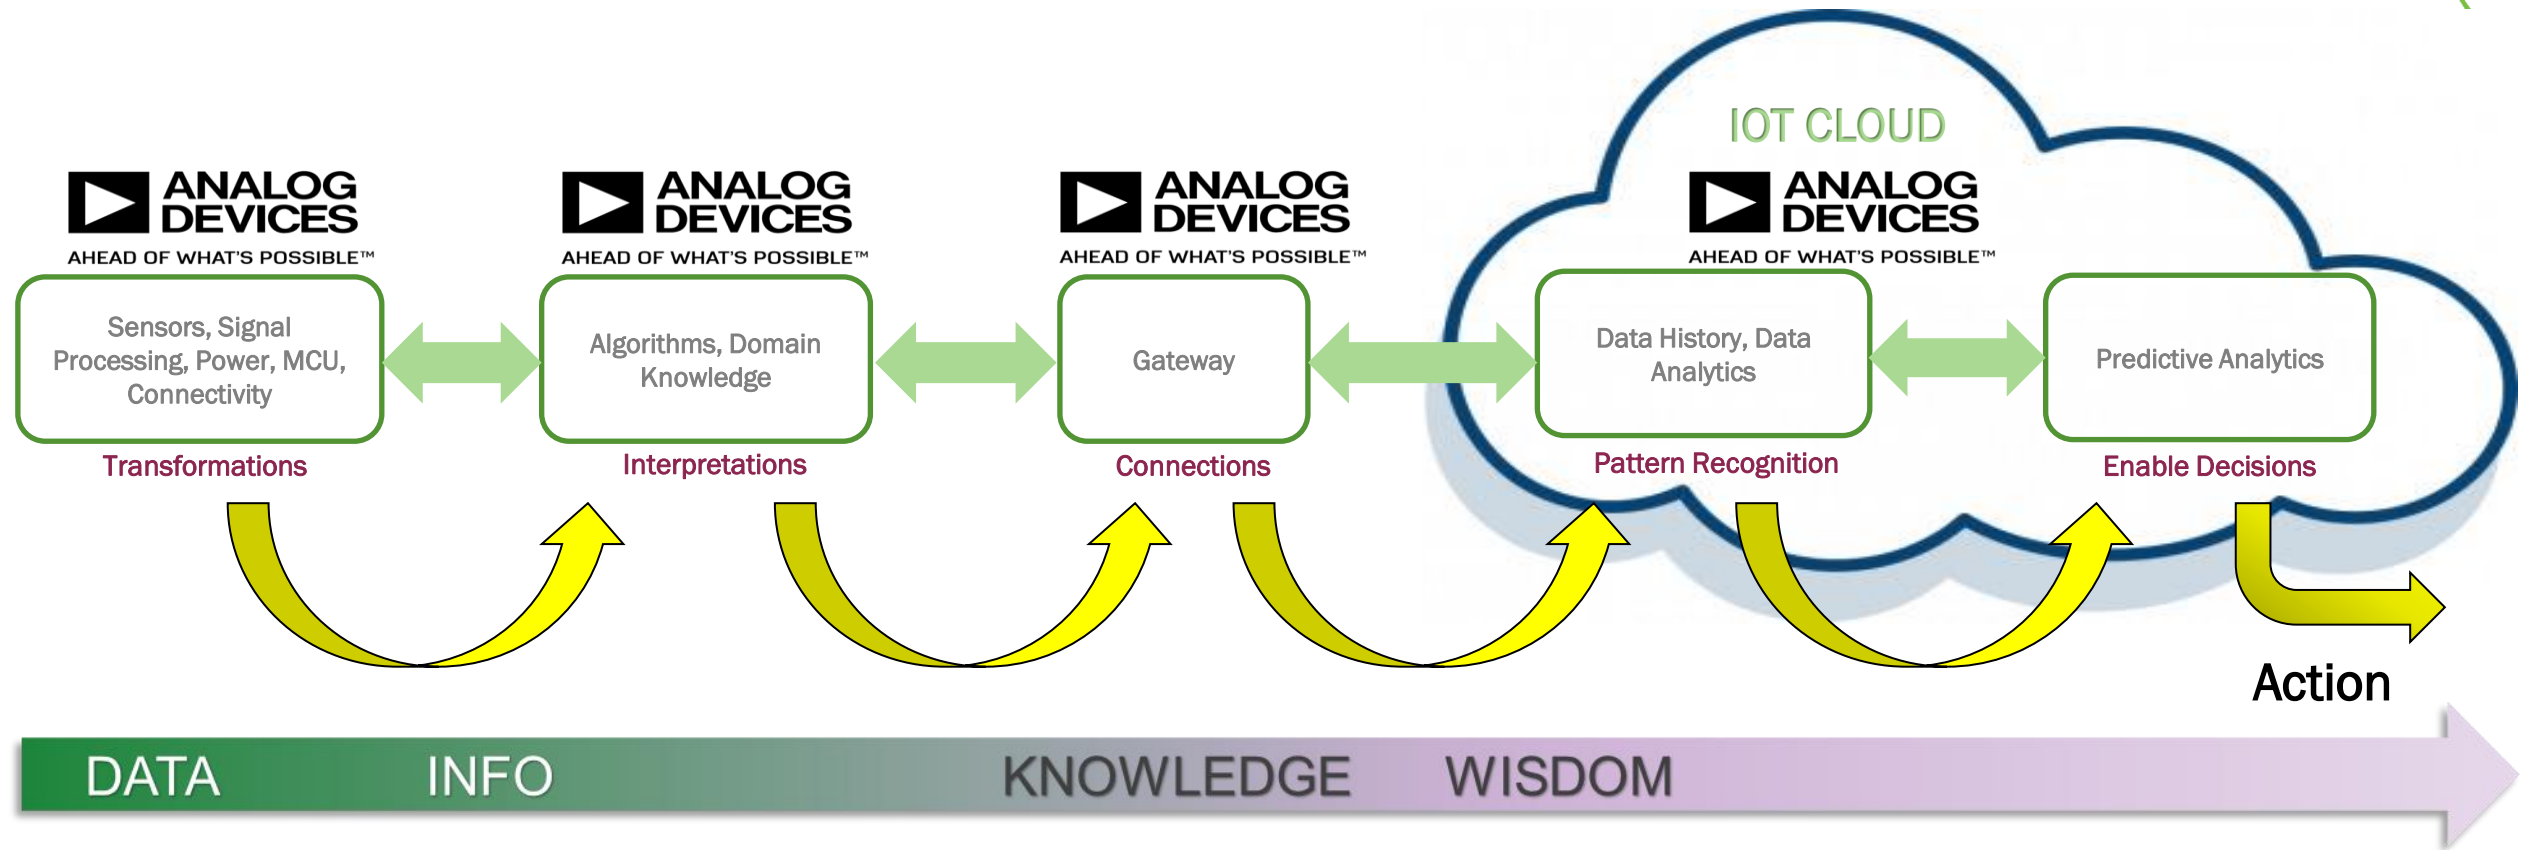 IOT CLOUD
ANALOG
DEVICES
AHEAD OF WHAT'S POSSIBLE™
ANALOG
DEVICES
AHEAD OF WHAT'S POSSIBLE™
ANALOG
DEVICES
AHEAD OF WHAT'S POSSIBLE™
ANALOG
DEVICES
AHEAD OF WHAT'S POSSIBLE™
Sensors, Signal
Processing, Power, MCU,
Connectivity
Algorithms, Domain
Knowledge
Gateway
Data History, Data
Analytics
Predictive Analytics
Transformations
Interpretations
Connections
Pattern Recognition
Enable Decisions
Action
DATA
INFO
KNOWLEDGE
WISDOM